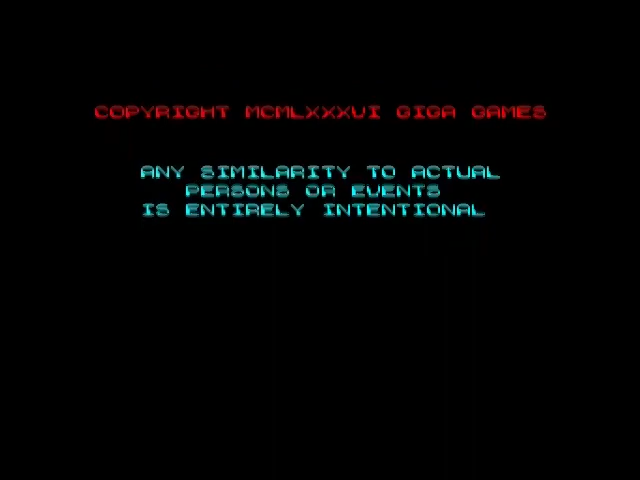 COPYRIGHT MCMLXXXVI GIGA GAMES
ANY SIMILARITY TO ACTUAL
PERSONS OR EVENTS
IS ENTIRELY INTENTIONAL